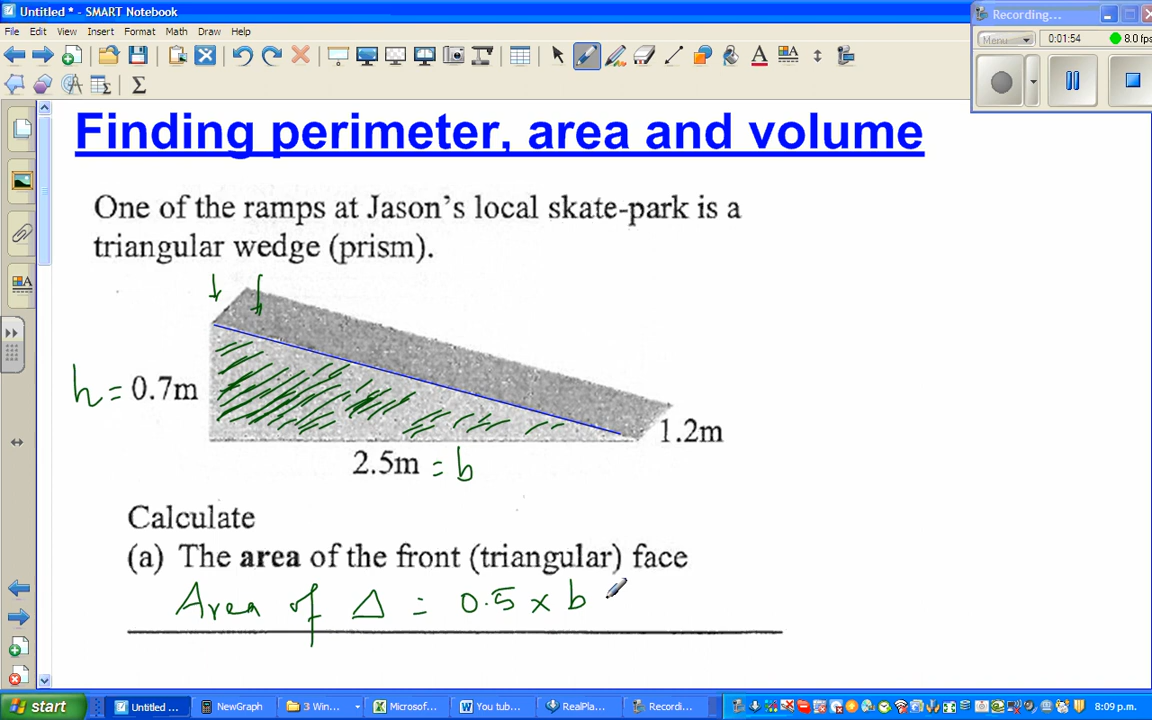 Untitled * - SMART Notebook
Recording...
File Edit View Insert Format Math Draw Help
Menu 0:01:54 8.0 fps
Finding perimeter, area and volume
One of the ramps at Jason's local skate-park is a
triangular wedge (prism).
h = 0.7m
1.2m
2.5m = b
Calculate
(a) The area of the front (triangular) face
Area of Δ = 0.5 × b
start Untitled ... NewGraph 3 Win... Microsof... You tub... RealPla... Recordi... 8:09 p.m.